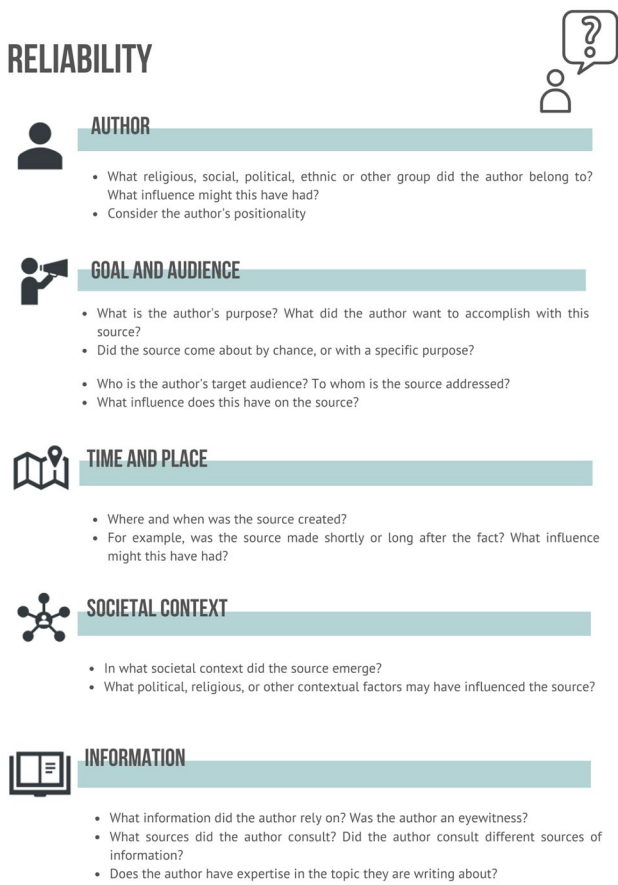 RELIABILITY
?
AUTHOR
• What religious, social, political, ethnic or other group did the author belong to?
What influence might this have had?
• Consider the author's positionality
GOAL AND AUDIENCE
• What is the author's purpose? What did the author want to accomplish with this
source?
• Did the source come about by chance, or with a specific purpose?
• Who is the author's target audience? To whom is the source addressed?
• What influence does this have on the source?
TIME AND PLACE
• Where and when was the source created?
• For example, was the source made shortly or long after the fact? What influence
might this have had?
SOCIETAL CONTEXT
• In what societal context did the source emerge?
• What political, religious, or other contextual factors may have influenced the source?
INFORMATION
• What information did the author rely on? Was the author an eyewitness?
• What sources did the author consult? Did the author consult different sources of
information?
• Does the author have expertise in the topic they are writing about?